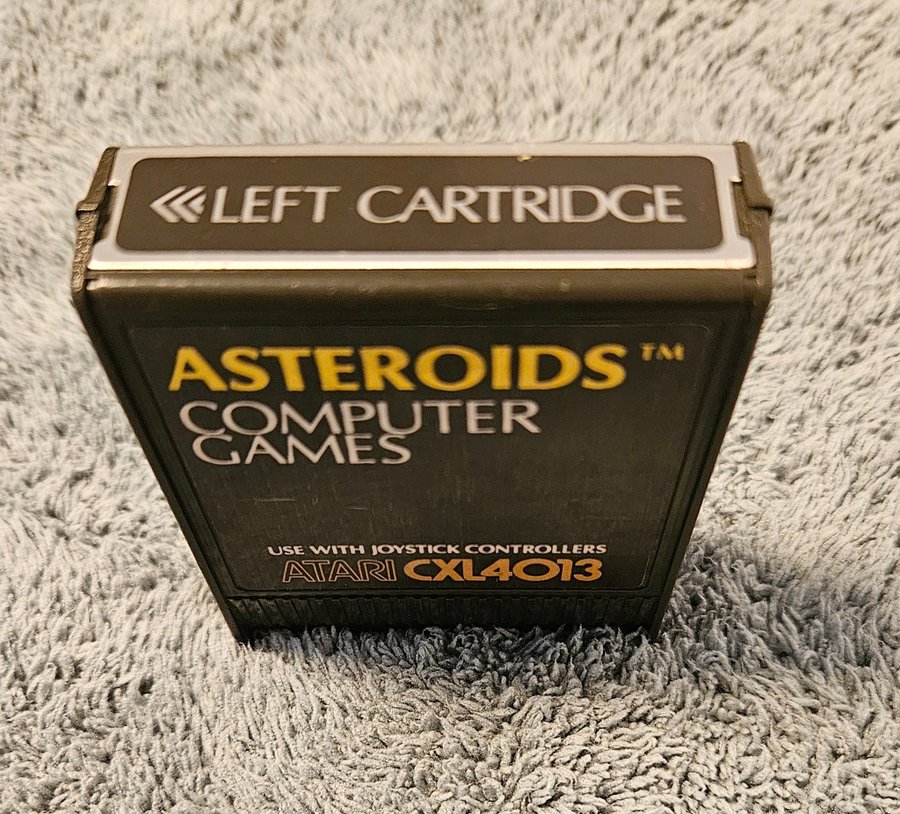 LEFT CARTRIDGE
ASTEROIDS™
COMPUTER
GAMES
USE WITH JOYSTICK CONTROLLERS
ATARI CXL4013